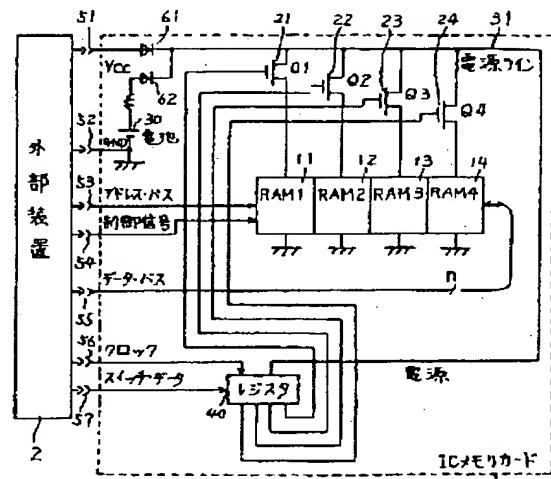 51
61
21
22
23
24
31
Vcc
Q1
電源ライン
62
Q2
Q3
Q4
52
30
電池
GND
外部装置
53
11
12
13
14
アドレス・バス
RAM1
RAM2
RAM3
RAM4
制御信号
54
データ・バス
n
55
56
クロック
スイッチ・データ
電源
レジスタ
57
40
2
ICメモリカード